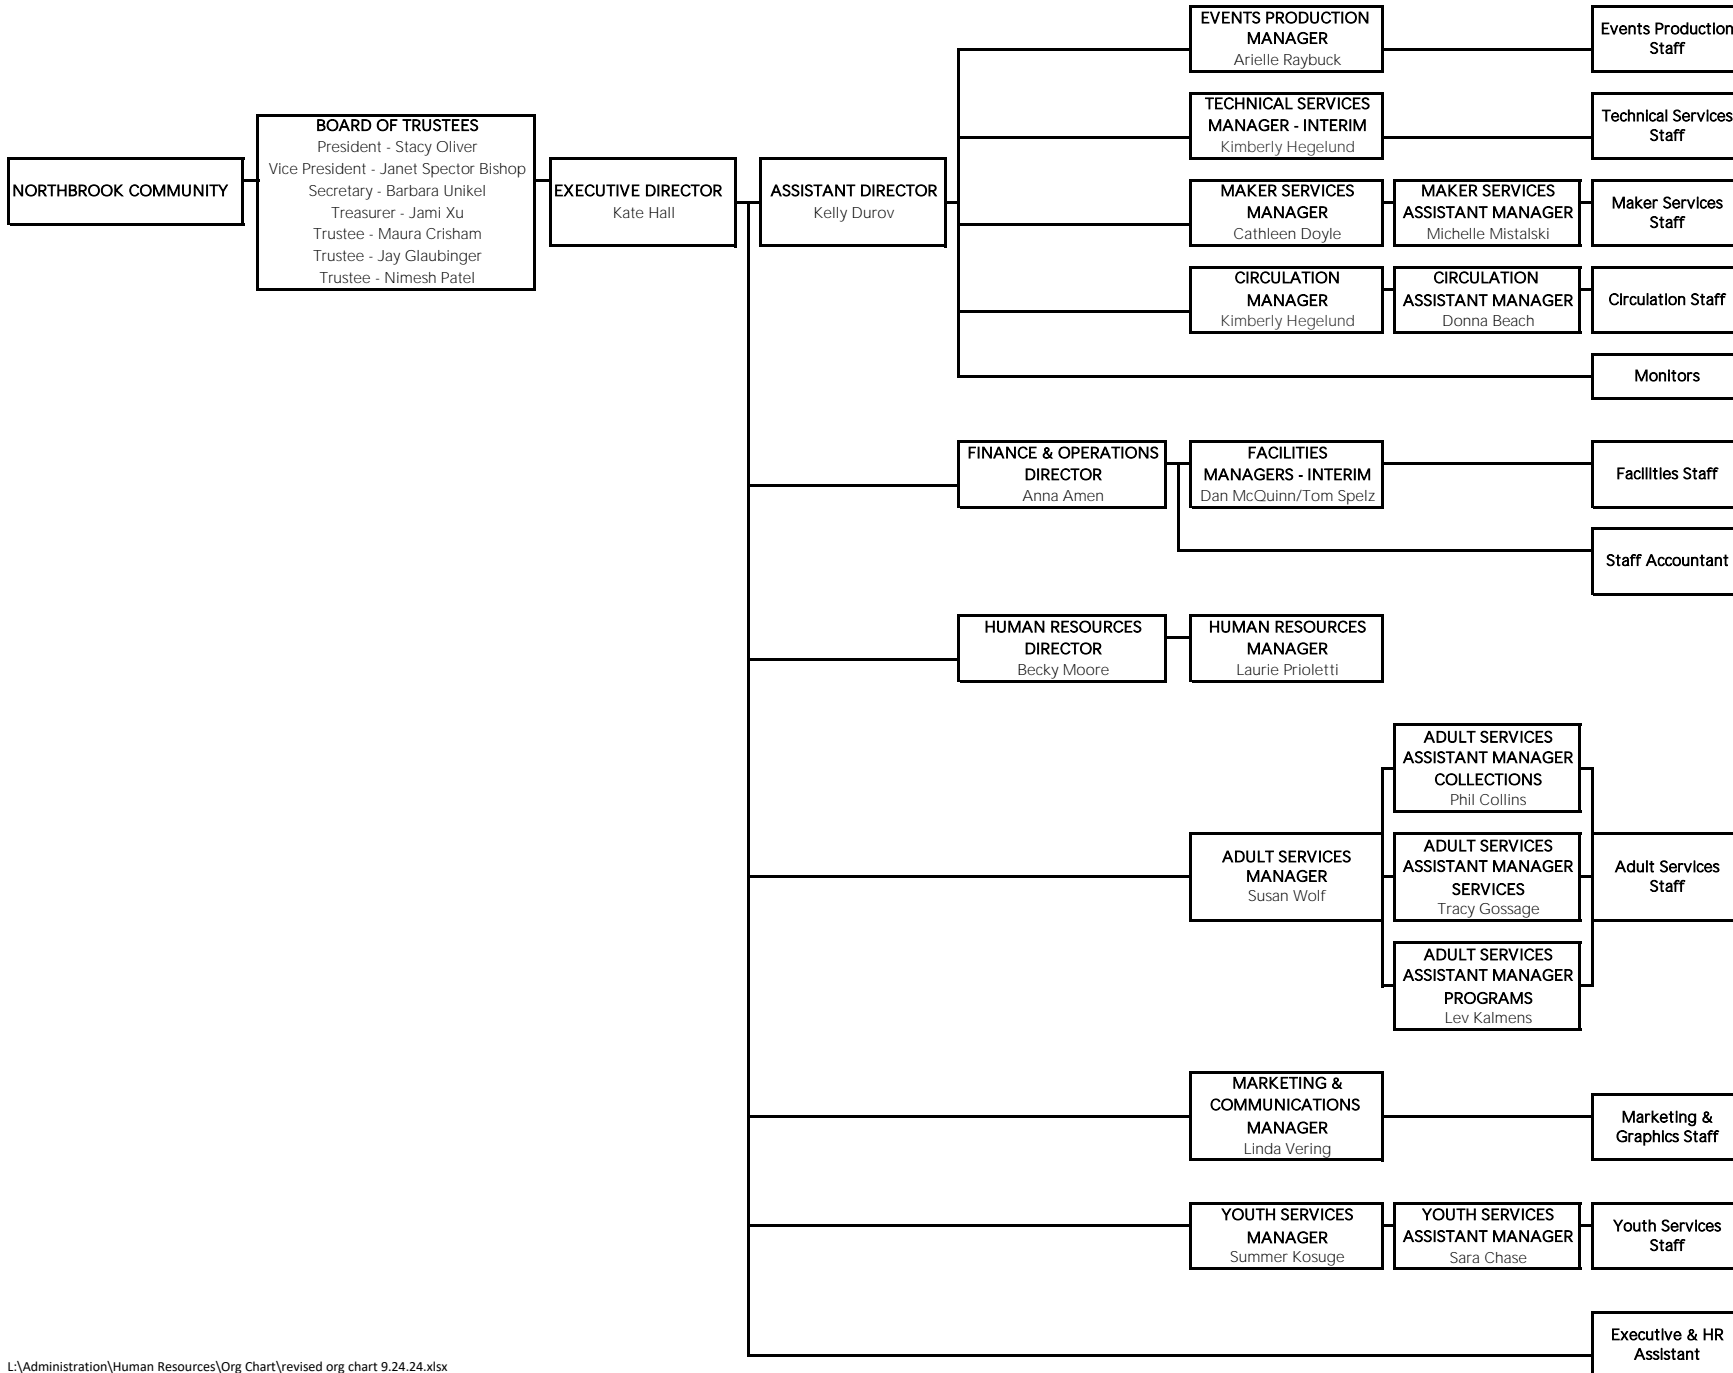 NORTHBROOK COMMUNITY
BOARD OF TRUSTEES
President - Stacy Oliver
Vice President - Janet Spector Bishop
Secretary - Barbara Unikel
Treasurer - Jami Xu
Trustee - Maura Crisham
Trustee - Jay Glaubinger
Trustee - Nimesh Patel
EXECUTIVE DIRECTOR
Kate Hall
ASSISTANT DIRECTOR
Kelly Durov
EVENTS PRODUCTION
MANAGER
Arielle Raybuck
Events Production
Staff
TECHNICAL SERVICES
MANAGER - INTERIM
Kimberly Hegelund
Technical Services
Staff
MAKER SERVICES
MANAGER
Cathleen Doyle
MAKER SERVICES
ASSISTANT MANAGER
Michelle Mistalski
Maker Services
Staff
CIRCULATION
MANAGER
Kimberly Hegelund
CIRCULATION
ASSISTANT MANAGER
Donna Beach
Circulation Staff
Monitors
FINANCE & OPERATIONS
DIRECTOR
Anna Amen
FACILITIES
MANAGERS - INTERIM
Dan McQuinn/Tom Spelz
Facilities Staff
Staff Accountant
HUMAN RESOURCES
DIRECTOR
Becky Moore
HUMAN RESOURCES
MANAGER
Laurie Prioletti
ADULT SERVICES
MANAGER
Susan Wolf
ADULT SERVICES
ASSISTANT MANAGER
COLLECTIONS
Phil Collins
ADULT SERVICES
ASSISTANT MANAGER
SERVICES
Tracy Gossage
ADULT SERVICES
ASSISTANT MANAGER
PROGRAMS
Lev Kalmens
Adult Services
Staff
MARKETING &
COMMUNICATIONS
MANAGER
Linda Vering
Marketing &
Graphics Staff
YOUTH SERVICES
MANAGER
Summer Kosuge
YOUTH SERVICES
ASSISTANT MANAGER
Sara Chase
Youth Services
Staff
Executive & HR
Assistant
L:\Administration\Human Resources\Org Chart\revised org chart 9.24.24.xlsx